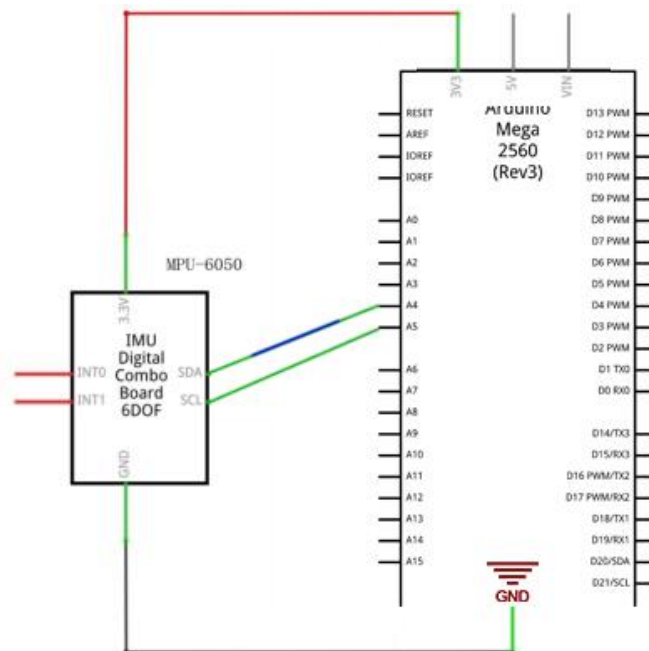 3V3
5V
VIN
Arduino
Mega
2560
(Rev3)
RESET
AREF
IOREF
IOREF
A0
A1
A2
A3
A4
A5
A6
A7
A8
A9
A10
A11
A12
A13
A14
A15
D13 PWM
D12 PWM
D11 PWM
D10 PWM
D9 PWM
D8 PWM
D7 PWM
D6 PWM
D5 PWM
D4 PWM
D3 PWM
D2 PWM
D1 TX0
D0 RX0
D14/TX3
D15/RX3
D16 PWM/TX2
D17 PWM/RX2
D18/TX1
D19/RX1
D20/SDA
D21/SCL
GND
MPU-6050
3.3V
IMU
Digital
Combo
Board
6DOF
INT0
INT1
SDA
SCL
GND